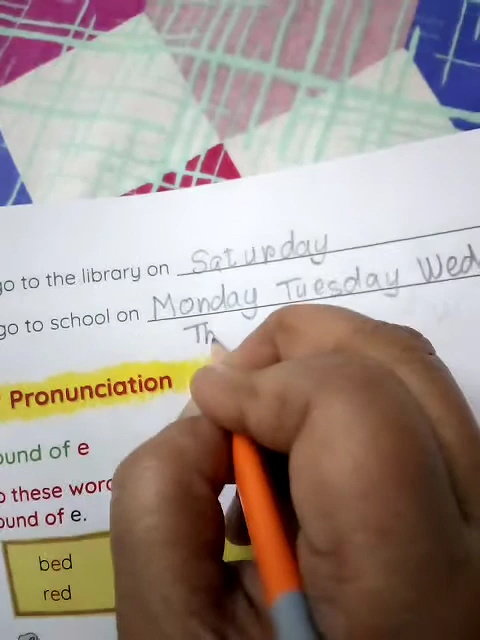 go to the library on Saturday
go to school on Monday Tuesday Wed
Th
Pronunciation
ound of e
o these word
ound of e.
bed
red